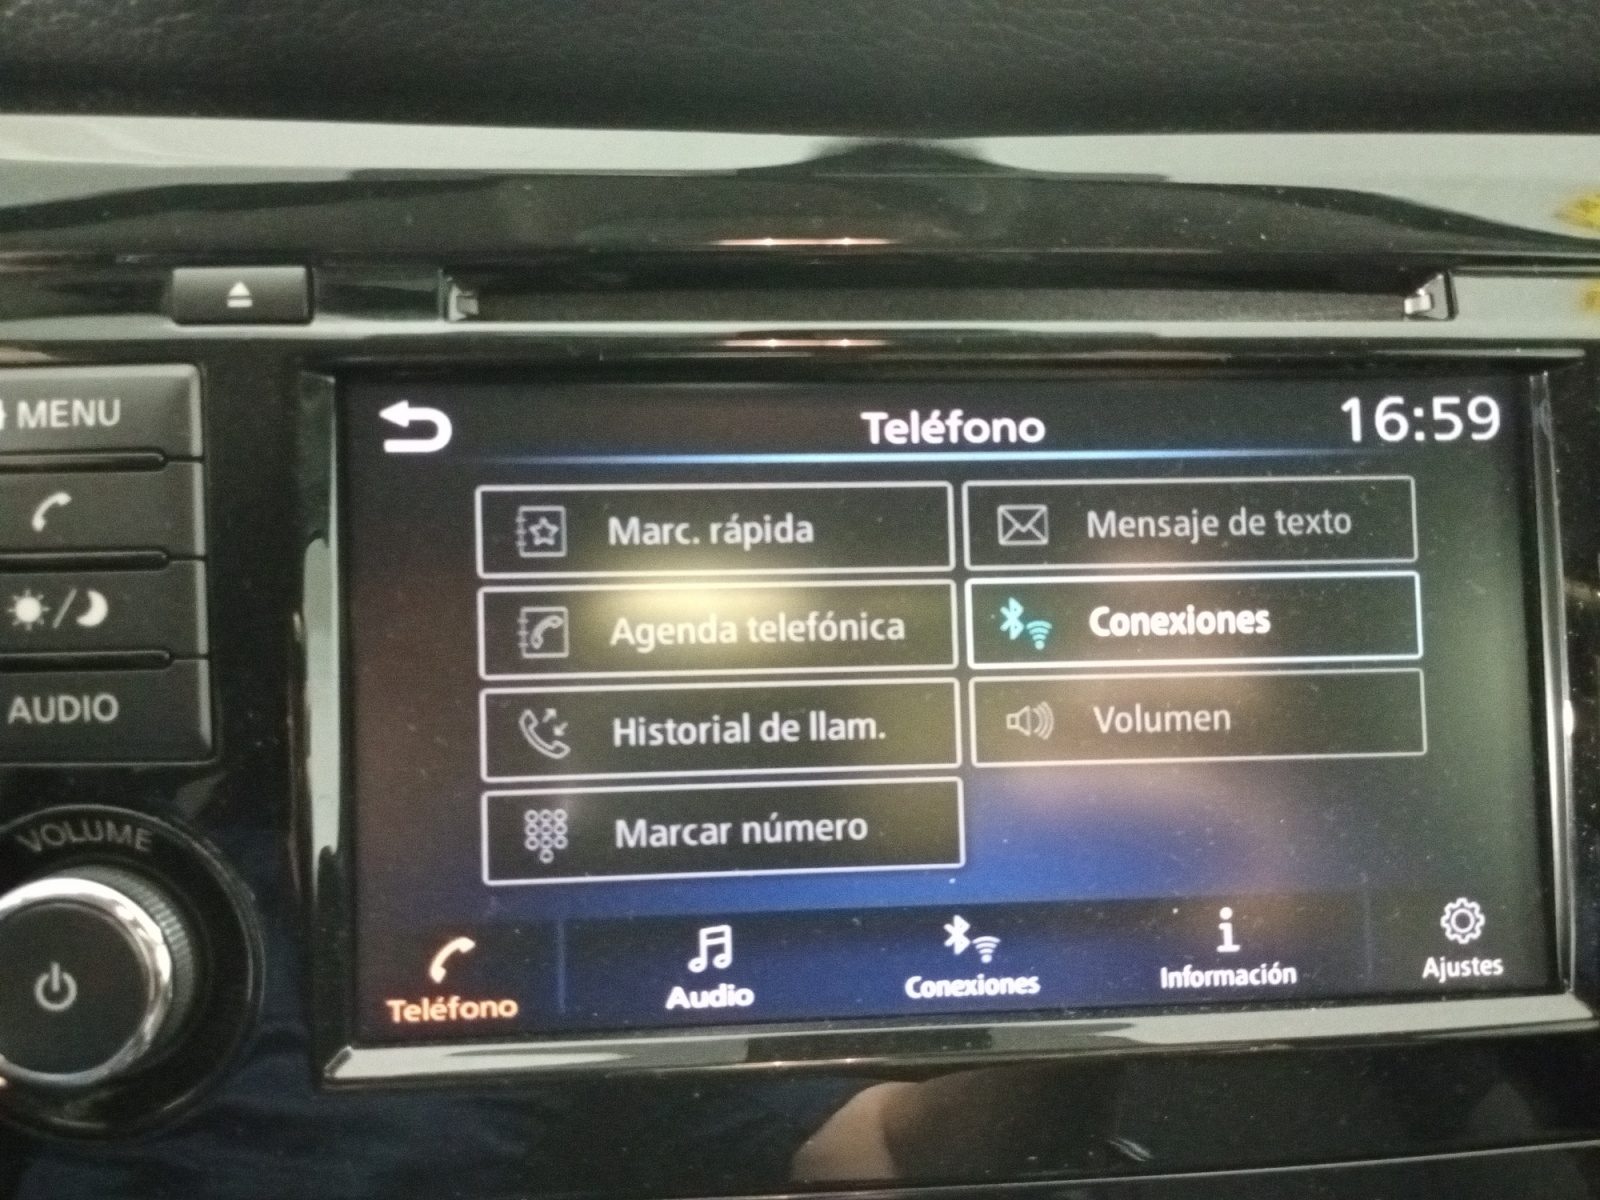 MENU
AUDIO
VOLUME
Teléfono
16:59
Marc. rápida
Mensaje de texto
Agenda telefónica
Conexiones
Historial de llam.
Volumen
Marcar número
Teléfono
Audio
Conexiones
Información
Ajustes